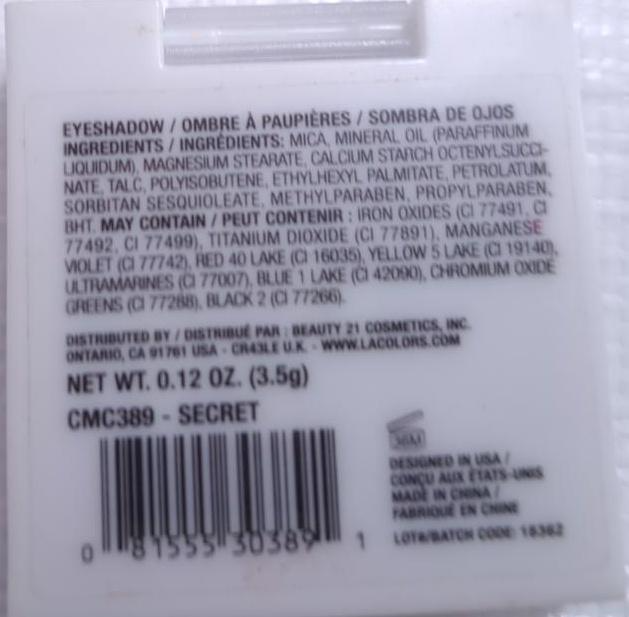 EYESHADOW / OMBRE À PAUPIÈRES / SOMBRA DE OJOS
INGREDIENTS / INGRÉDIENTS: MICA, MINERAL OIL (PARAFFINUM
LIQUIDUM), MAGNESIUM STEARATE, CALCIUM STARCH OCTENYLSUCCI-
NATE, TALC, POLYISOBUTENE, ETHYLHEXYL PALMITATE, PETROLATUM,
SORBITAN SESQUIOLEATE, METHYLPARABEN, PROPYLPARABEN,
BHT. MAY CONTAIN / PEUT CONTENIR : IRON OXIDES (CI 77491, CI
77492, CI 77499), TITANIUM DIOXIDE (CI 77891), MANGANESE
VIOLET (CI 77742), RED 40 LAKE (CI 16035), YELLOW 5 LAKE (CI 19140),
ULTRAMARINES (CI 77007), BLUE 1 LAKE (CI 42090), CHROMIUM OXIDE
GREENS (CI 77288), BLACK 2 (CI 77266).
DISTRIBUTED BY / DISTRIBUÉ PAR : BEAUTY 21 COSMETICS, INC.
ONTARIO, CA 91761 USA - CR43LE U.K. - WWW.LACOLORS.COM
NET WT. 0.12 OZ. (3.5g)
CMC389 - SECRET
0 81555 30389 1
DESIGNED IN USA /
CONÇU AUX ÉTATS-UNIS
MADE IN CHINA /
FABRIQUÉ EN CHINE
LOT#/BATCH CODE: